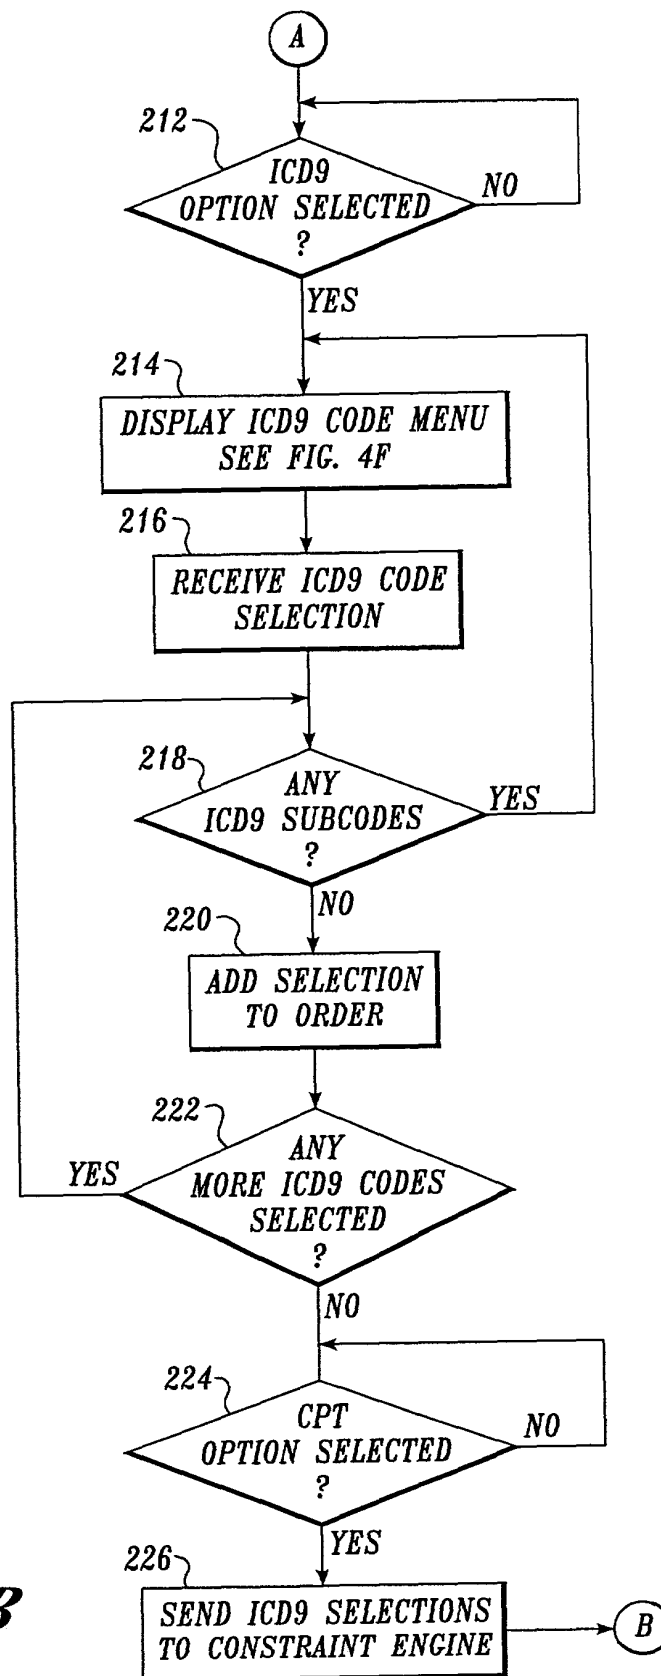 A
212
ICD9
OPTION SELECTED
?
NO
YES
214
DISPLAY ICD9 CODE MENU
SEE FIG. 4F
216
RECEIVE ICD9 CODE
SELECTION
218
ANY
ICD9 SUBCODES
?
YES
NO
220
ADD SELECTION
TO ORDER
222
ANY
MORE ICD9 CODES
SELECTED
?
YES
NO
224
CPT
OPTION SELECTED
?
NO
YES
226
SEND ICD9 SELECTIONS
TO CONSTRAINT ENGINE
B